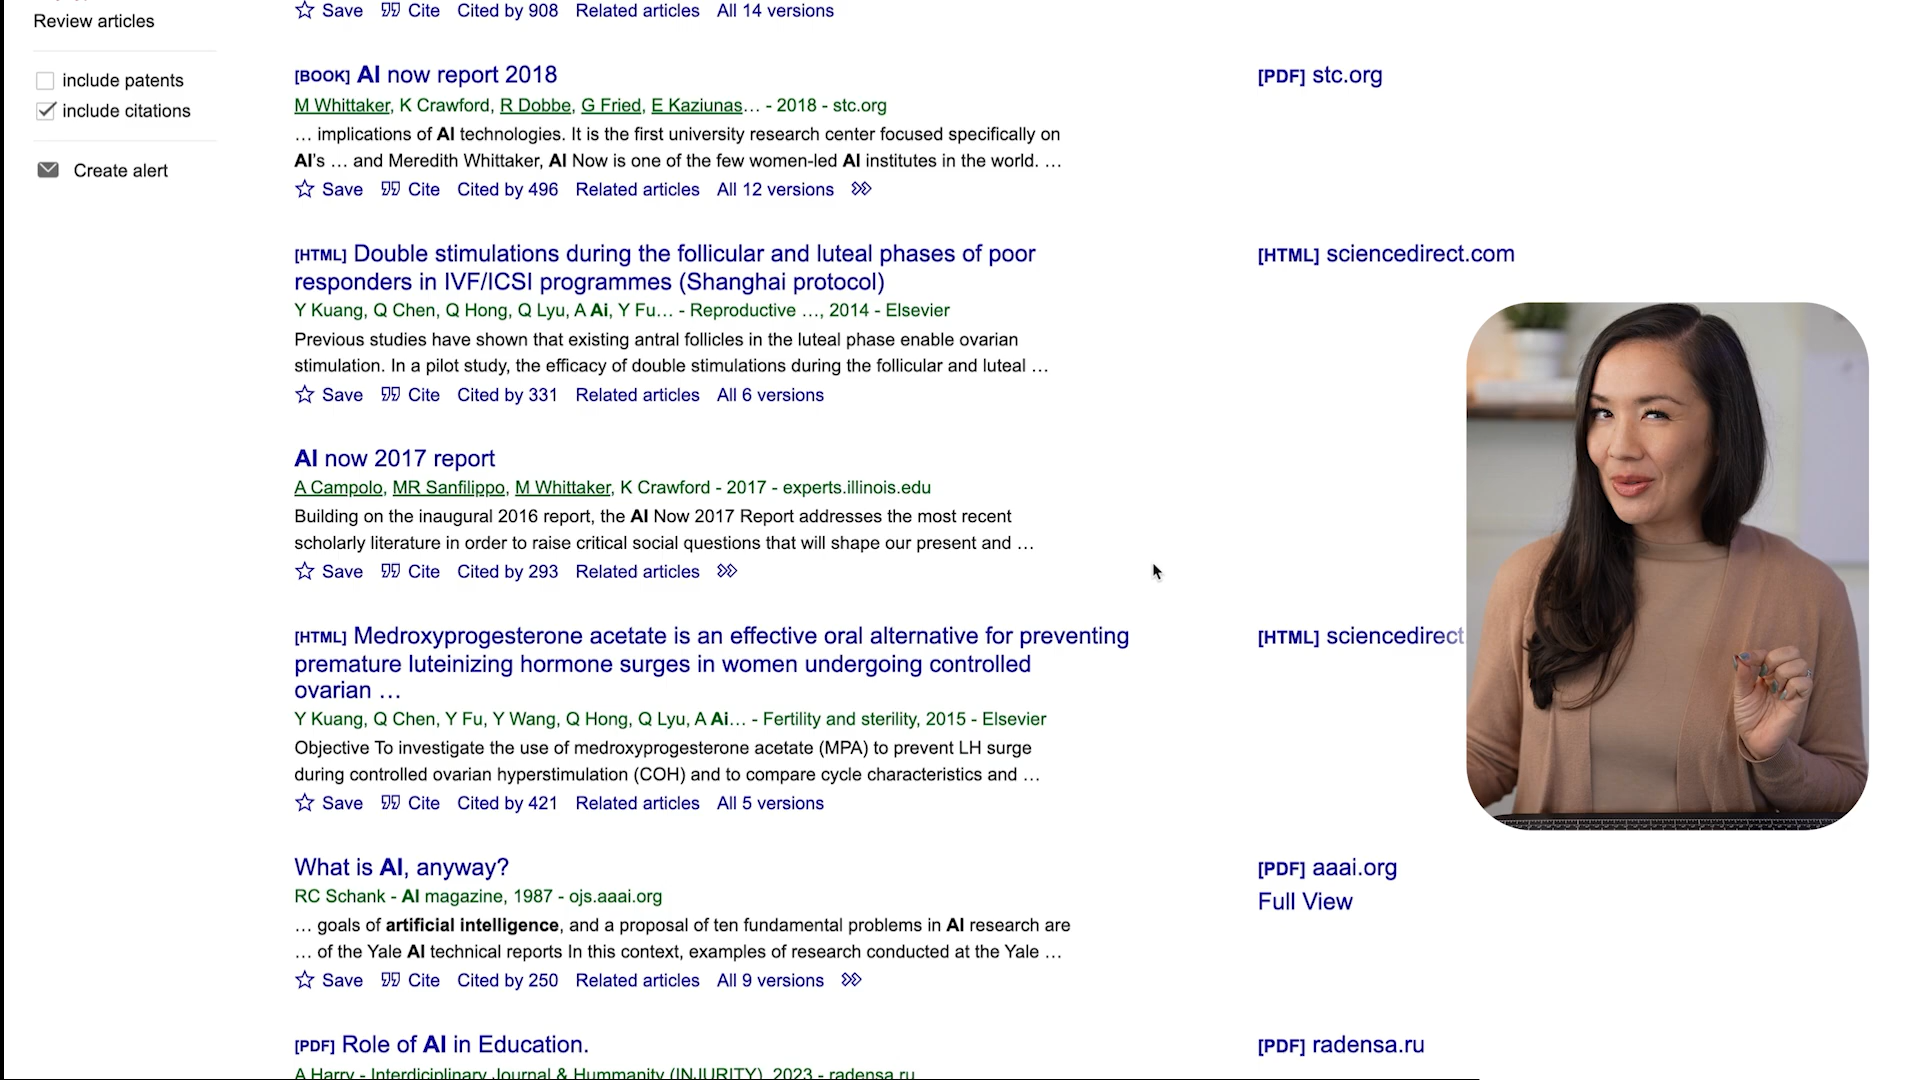 Save Cite Cited by 908 Related articles All 14 versions
Review articles
include patents
include citations
Create alert
[BOOK] AI now report 2018
[PDF] stc.org
M Whittaker, K Crawford, R Dobbe, G Fried, E Kaziunas… - 2018 - stc.org
… implications of AI technologies. It is the first university research center focused specifically on
AI's … and Meredith Whittaker, AI Now is one of the few women-led AI institutes in the world. …
Save Cite Cited by 496 Related articles All 12 versions
[HTML] Double stimulations during the follicular and luteal phases of poor
responders in IVF/ICSI programmes (Shanghai protocol)
[HTML] sciencedirect.com
Y Kuang, Q Chen, Q Hong, Q Lyu, A Ai, Y Fu… - Reproductive …, 2014 - Elsevier
Previous studies have shown that existing antral follicles in the luteal phase enable ovarian
stimulation. In a pilot study, the efficacy of double stimulations during the follicular and luteal …
Save Cite Cited by 331 Related articles All 6 versions
AI now 2017 report
A Campolo, MR Sanfilippo, M Whittaker, K Crawford - 2017 - experts.illinois.edu
Building on the inaugural 2016 report, the AI Now 2017 Report addresses the most recent
scholarly literature in order to raise critical social questions that will shape our present and …
Save Cite Cited by 293 Related articles
[HTML] Medroxyprogesterone acetate is an effective oral alternative for preventing
premature luteinizing hormone surges in women undergoing controlled
ovarian …
[HTML] sciencedirect
Y Kuang, Q Chen, Y Fu, Y Wang, Q Hong, Q Lyu, A Ai… - Fertility and sterility, 2015 - Elsevier
Objective To investigate the use of medroxyprogesterone acetate (MPA) to prevent LH surge
during controlled ovarian hyperstimulation (COH) and to compare cycle characteristics and …
Save Cite Cited by 421 Related articles All 5 versions
What is AI, anyway?
[PDF] aaai.org
Full View
RC Schank - AI magazine, 1987 - ojs.aaai.org
… goals of artificial intelligence, and a proposal of ten fundamental problems in AI research are
… of the Yale AI technical reports In this context, examples of research conducted at the Yale …
Save Cite Cited by 250 Related articles All 9 versions
[PDF] Role of AI in Education.
[PDF] radensa.ru
A Harry - Interdiciplinary Journal & Hummanity (INJURITY), 2023 - radensa.ru